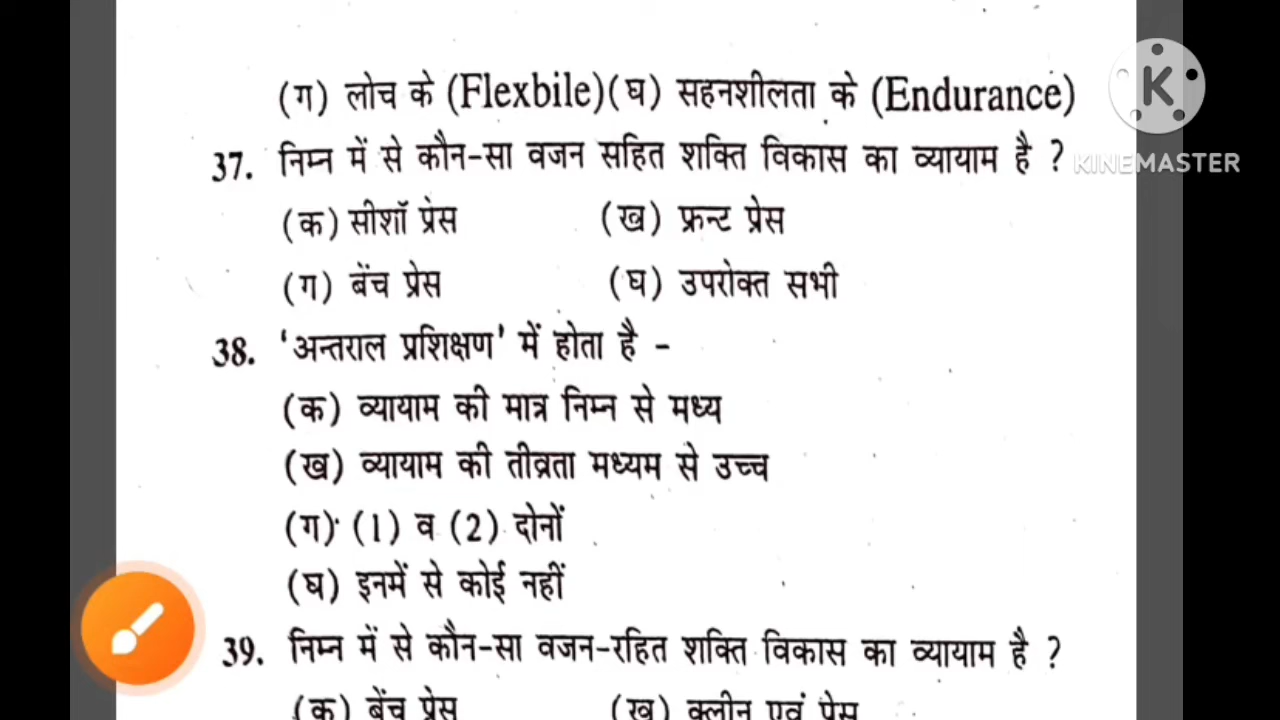 (ग) लोच के (Flexbile) (घ) सहनशीलता के (Endurance)
K
KINEMASTER
37. निम्न में से कौन-सा वजन सहित शक्ति विकास का व्यायाम है ?
(क) सीशॉ प्रेस (ख) फ्रन्ट प्रेस
(ग) बेंच प्रेस (घ) उपरोक्त सभी
38. ‘अन्तराल प्रशिक्षण’ में होता है -
(क) व्यायाम की मात्र निम्न से मध्य
(ख) व्यायाम की तीव्रता मध्यम से उच्च
(ग) (1) व (2) दोनों
(घ) इनमें से कोई नहीं
39. निम्न में से कौन-सा वजन-रहित शक्ति विकास का व्यायाम है ?
(क) बेंच प्रेस (ख) क्लीन एवं प्रेस